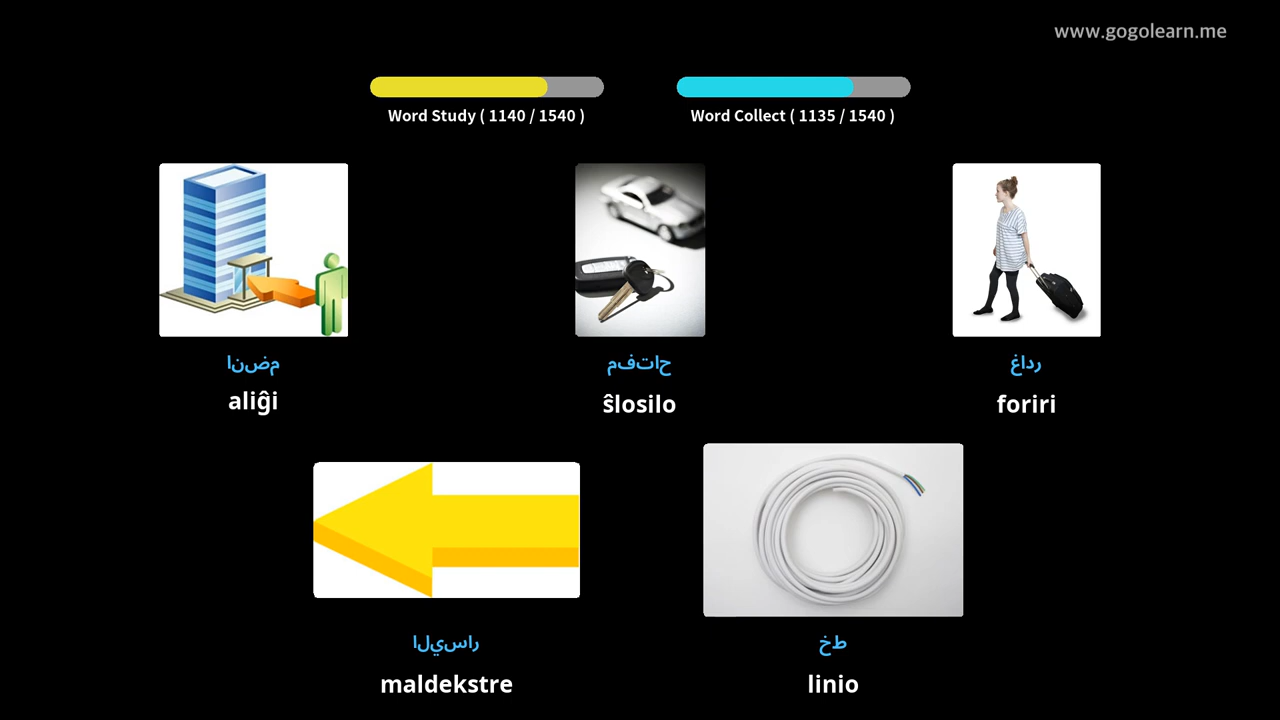 www.gogolearn.me
Word Study ( 1140 / 1540 )
Word Collect ( 1135 / 1540 )
انضم
مفتاح
غادر
aliĝi
ŝlosilo
foriri
اليسار
خط
maldekstre
linio